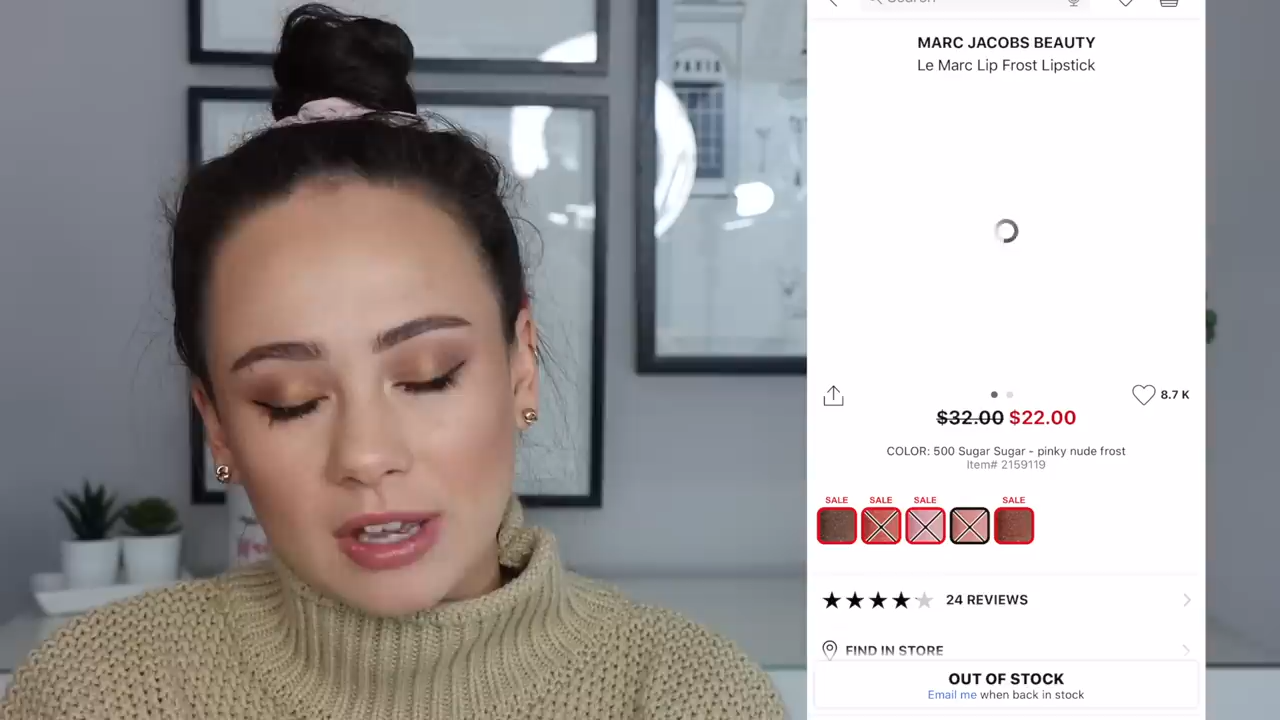 PARIS
Search
MARC JACOBS BEAUTY
Le Marc Lip Frost Lipstick
8.7 K
$32.00 $22.00
COLOR: 500 Sugar Sugar - pinky nude frost
Item# 2159119
SALE SALE SALE SALE
24 REVIEWS
FIND IN STORE
OUT OF STOCK
Email me when back in stock